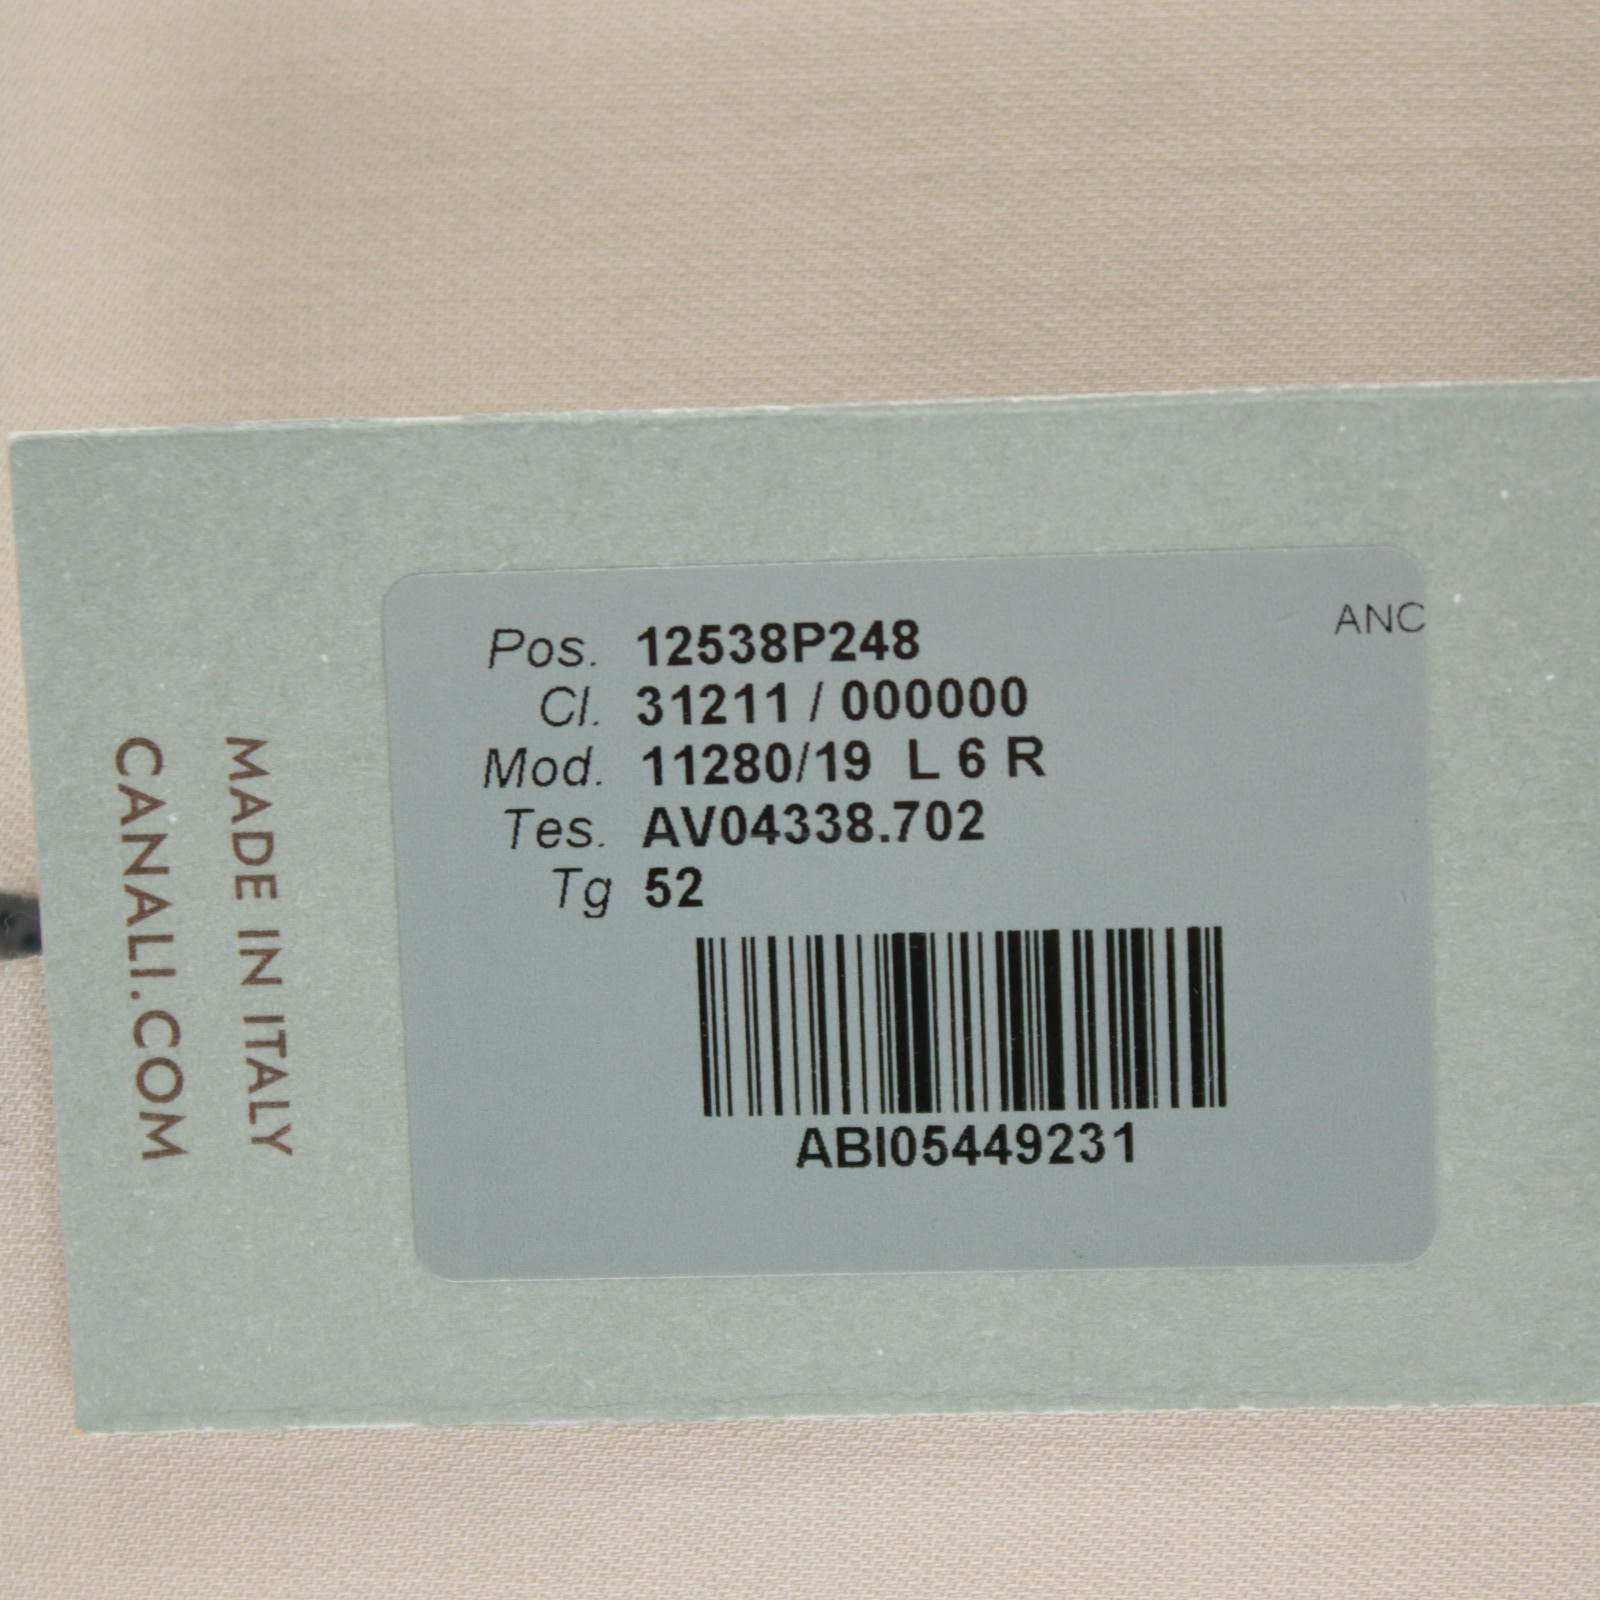 MADE IN ITALY
CANALI.COM
ANC
Pos. 12538P248
Cl. 31211 / 000000
Mod. 11280/19 L 6 R
Tes. AV04338.702
Tg 52
ABI05449231